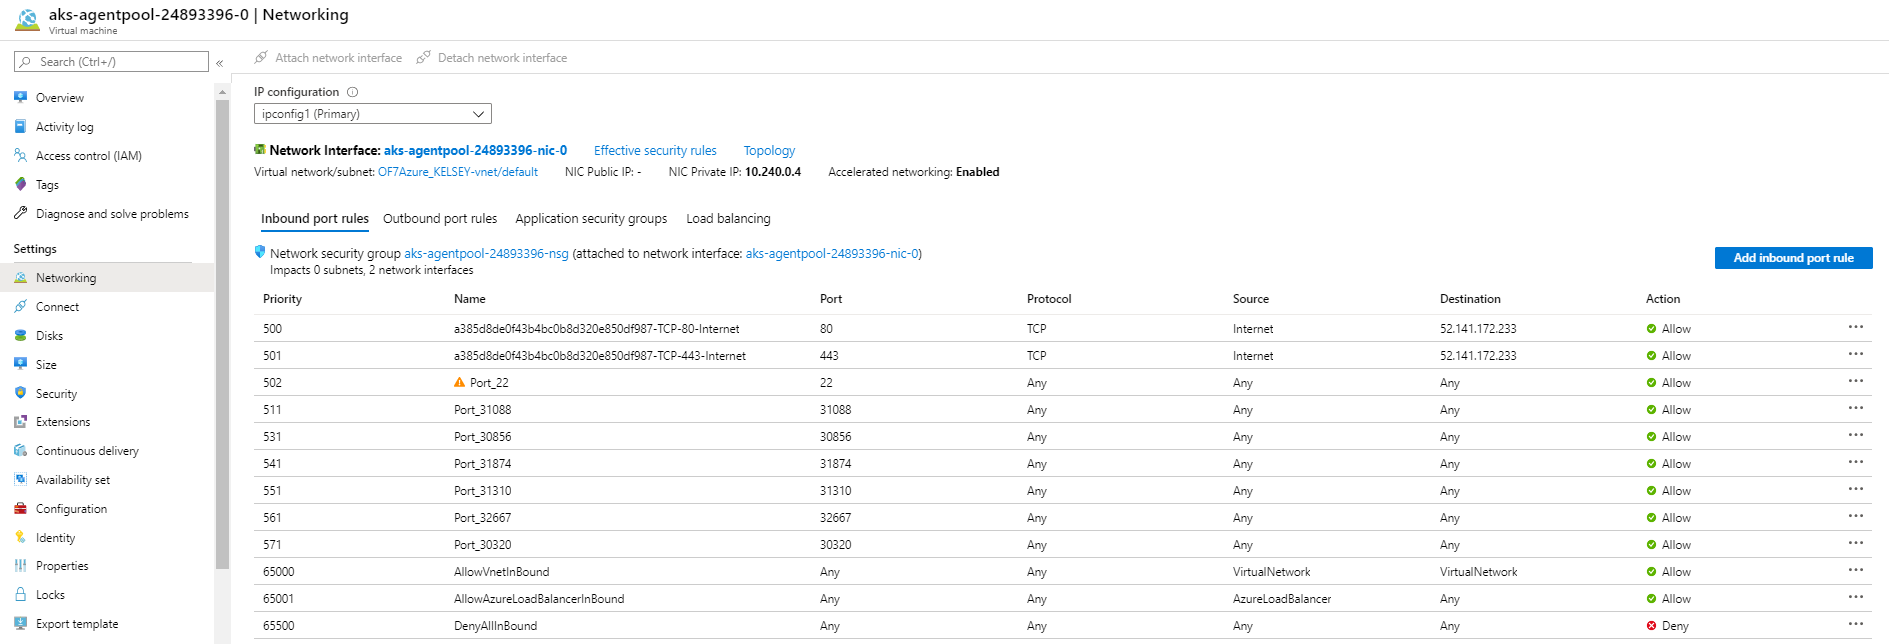 aks-agentpool-24893396-0 | Networking
Virtual machine
Search (Ctrl+/)
«
Attach network interface
Detach network interface
Overview
Activity log
Access control (IAM)
Tags
Diagnose and solve problems
Settings
Networking
Connect
Disks
Size
Security
Extensions
Continuous delivery
Availability set
Configuration
Identity
Properties
Locks
Export template
IP configuration
ipconfig1 (Primary)
Network Interface: aks-agentpool-24893396-nic-0 Effective security rules Topology
Virtual network/subnet: OF7Azure_KELSEY-vnet/default NIC Public IP: - NIC Private IP: 10.240.0.4 Accelerated networking: Enabled
Inbound port rules Outbound port rules Application security groups Load balancing
Network security group aks-agentpool-24893396-nsg (attached to network interface: aks-agentpool-24893396-nic-0)
Impacts 0 subnets, 2 network interfaces
Add inbound port rule
Priority Name Port Protocol Source Destination Action
500 a385d8de0f43b4bc0b8d320e850df987-TCP-80-Internet 80 TCP Internet 52.141.172.233 Allow
501 a385d8de0f43b4bc0b8d320e850df987-TCP-443-Internet 443 TCP Internet 52.141.172.233 Allow
502 Port_22 22 Any Any Any Allow
511 Port_31088 31088 Any Any Any Allow
531 Port_30856 30856 Any Any Any Allow
541 Port_31874 31874 Any Any Any Allow
551 Port_31310 31310 Any Any Any Allow
561 Port_32667 32667 Any Any Any Allow
571 Port_30320 30320 Any Any Any Allow
65000 AllowVnetInBound Any Any VirtualNetwork VirtualNetwork Allow
65001 AllowAzureLoadBalancerInBound Any Any AzureLoadBalancer Any Allow
65500 DenyAllInBound Any Any Any Any Deny